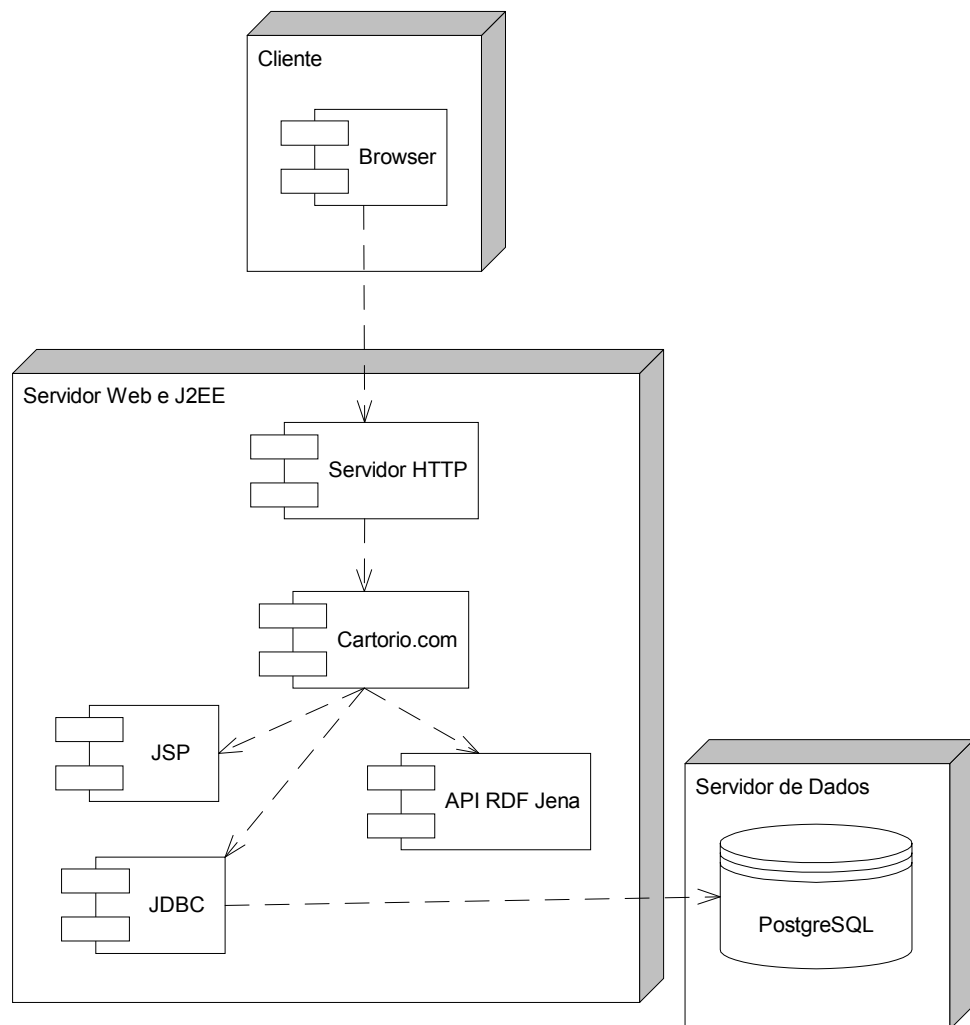 Cliente
Browser
Servidor Web e J2EE
Servidor HTTP
Cartorio.com
JSP
API RDF Jena
Servidor de Dados
JDBC
PostgreSQL